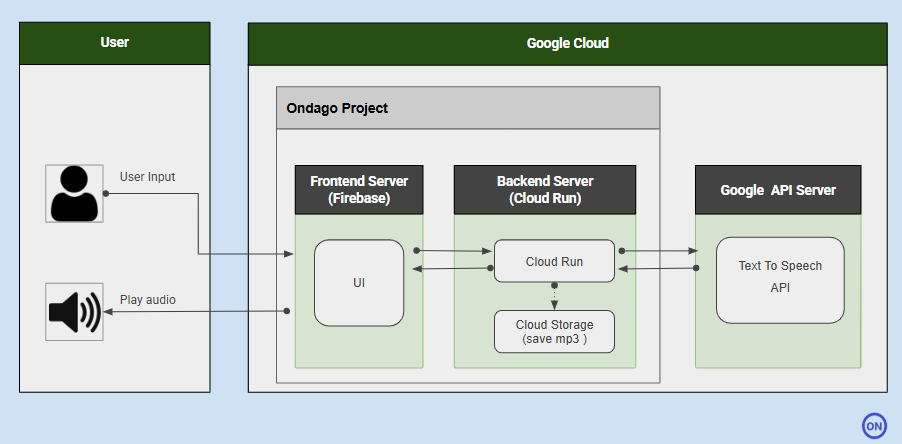 User
Google Cloud
Ondago Project
User Input
Frontend Server
(Firebase)
Backend Server
(Cloud Run)
Google API Server
UI
Cloud Run
Text To Speech
API
Play audio
Cloud Storage
(save mp3 )
ON